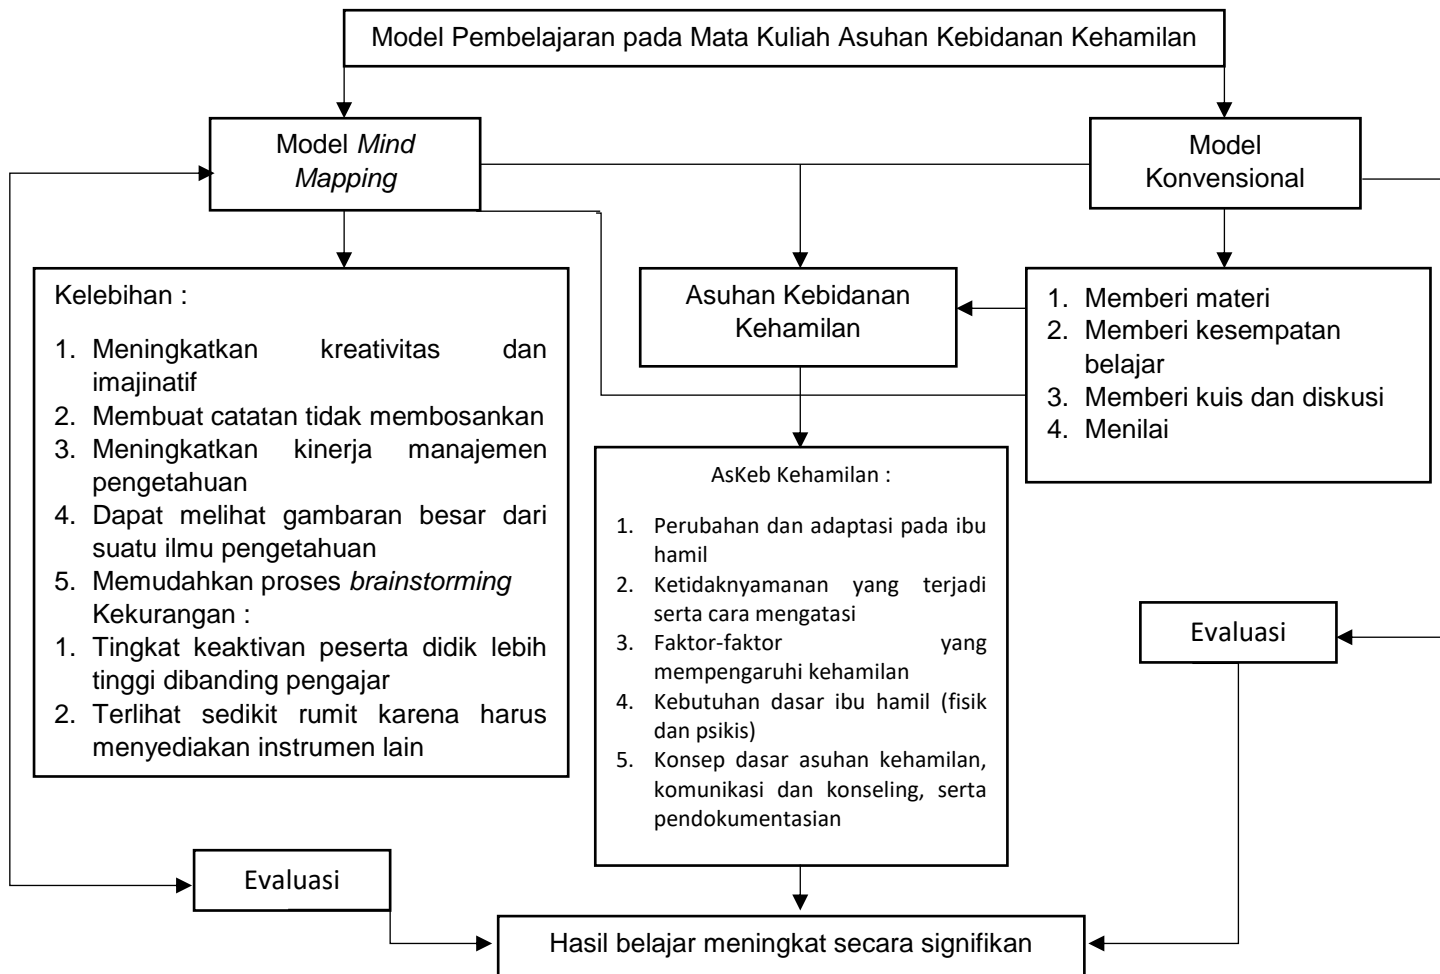 Model Pembelajaran pada Mata Kuliah Asuhan Kebidanan Kehamilan
Model Mind
Mapping
Model
Konvensional
Kelebihan :
1. Meningkatkan kreativitas dan
imajinatif
2. Membuat catatan tidak membosankan
3. Meningkatkan kinerja manajemen
pengetahuan
4. Dapat melihat gambaran besar dari
suatu ilmu pengetahuan
5. Memudahkan proses brainstorming
Kekurangan :
1. Tingkat keaktivan peserta didik lebih
tinggi dibanding pengajar
2. Terlihat sedikit rumit karena harus
menyediakan instrumen lain
Asuhan Kebidanan
Kehamilan
1. Memberi materi
2. Memberi kesempatan
belajar
3. Memberi kuis dan diskusi
4. Menilai
AsKeb Kehamilan :
1. Perubahan dan adaptasi pada ibu
hamil
2. Ketidaknyamanan yang terjadi
serta cara mengatasi
3. Faktor-faktor yang
mempengaruhi kehamilan
4. Kebutuhan dasar ibu hamil (fisik
dan psikis)
5. Konsep dasar asuhan kehamilan,
komunikasi dan konseling, serta
pendokumentasian
Evaluasi
Evaluasi
Hasil belajar meningkat secara signifikan